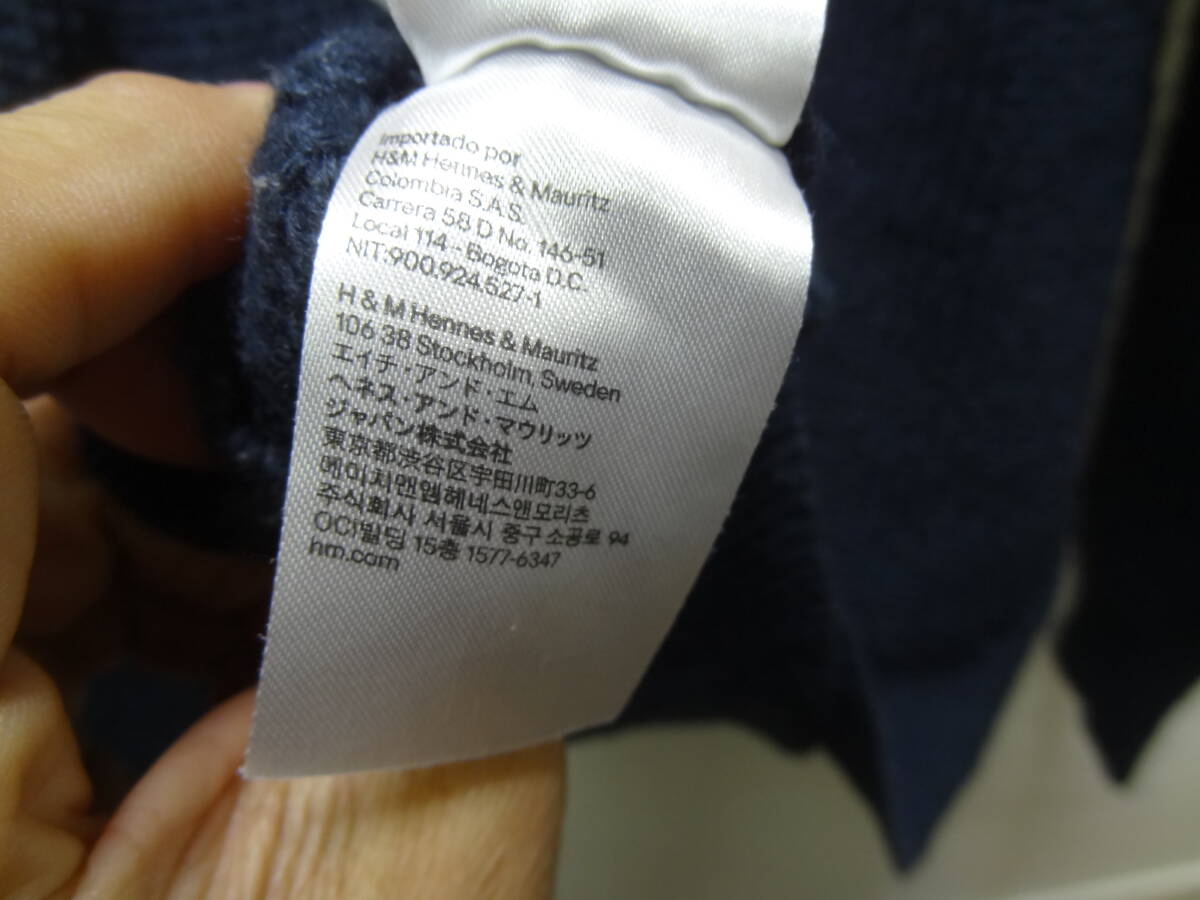 Importado por
H&M Hennes & Mauritz
Colombia S.A.S.
Carrera 58 D No. 146-51
Local 114 - Bogota D.C.
NIT:900.924.527-1
H & M Hennes & Mauritz
106 38 Stockholm, Sweden
エイチ・アンド・エム
ヘネス・アンド・マウリッツ
ジャパン株式会社
東京都渋谷区宇田川町33-6
에이치앤엠헤네스앤모리츠
주식회사 서울시 중구 소공로 94
OCI빌딩 15층 1577-6347
hm.com